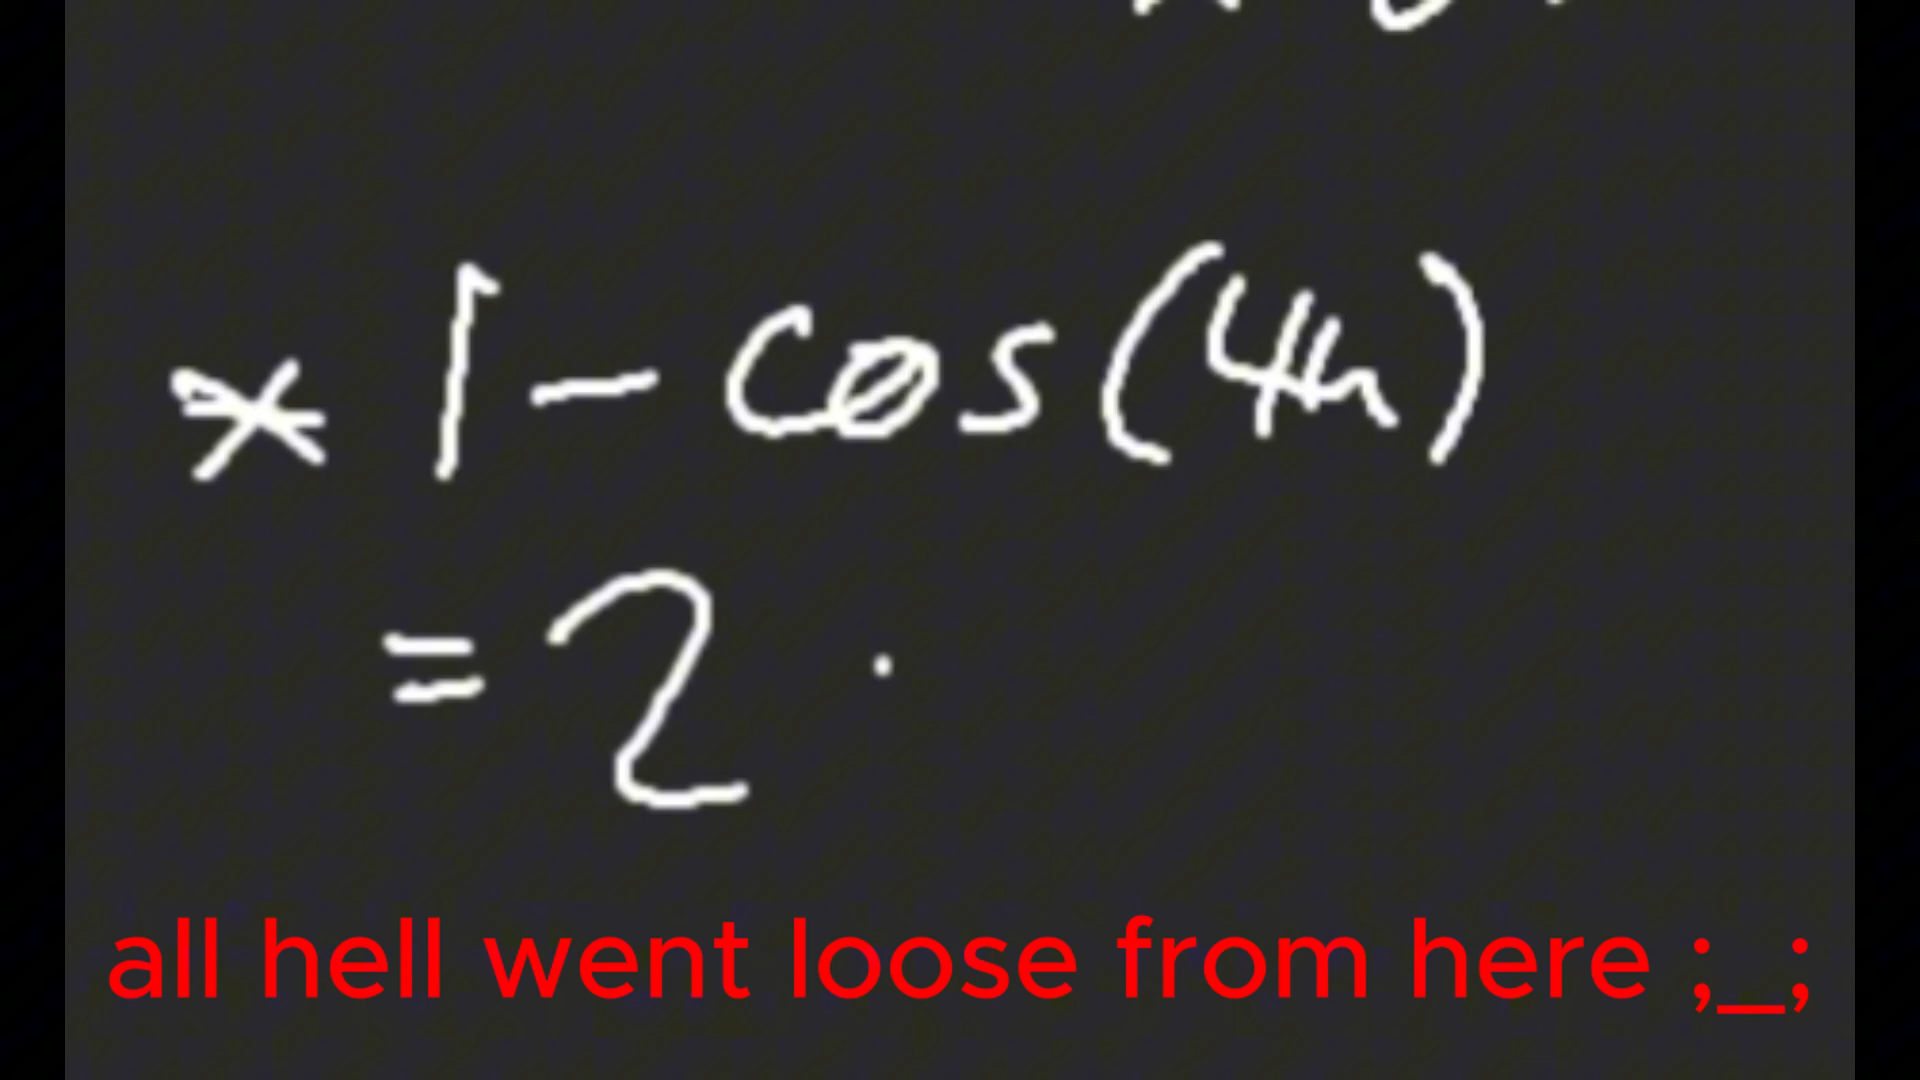 * 1 - cos(4h)
= 2 .
all hell went loose from here ;_;